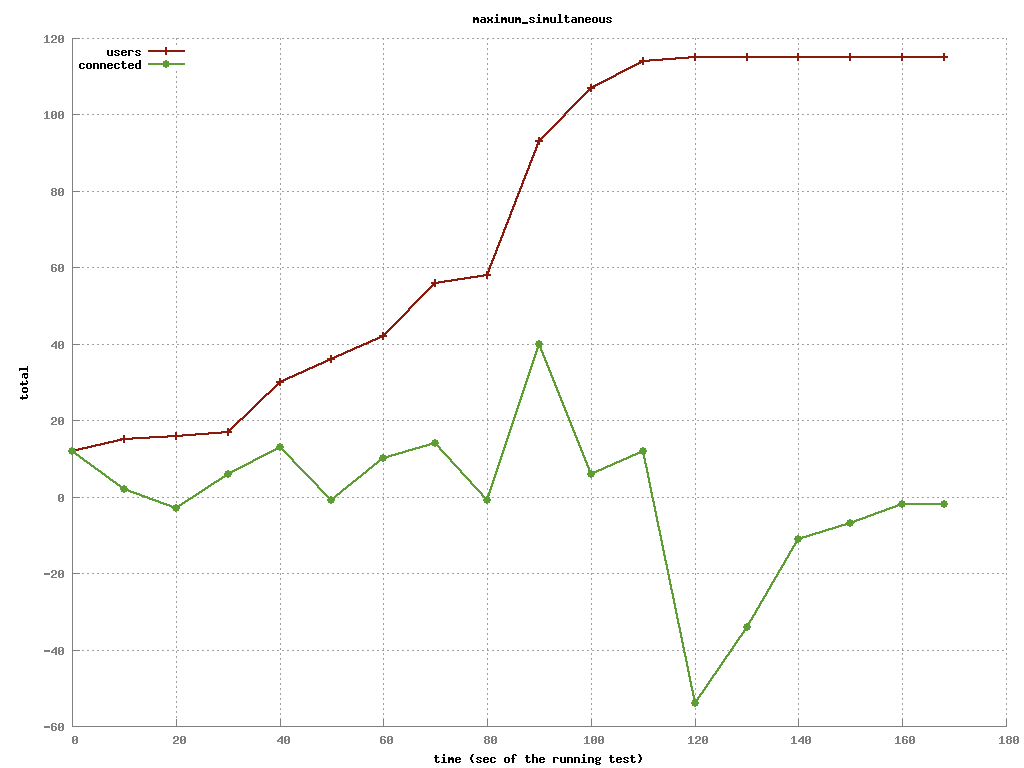 maximum_simultaneous
120
users
connected
100
80
60
40
total
20
0
-20
-40
-60
0 20 40 60 80 100 120 140 160 180
time (sec of the running test)